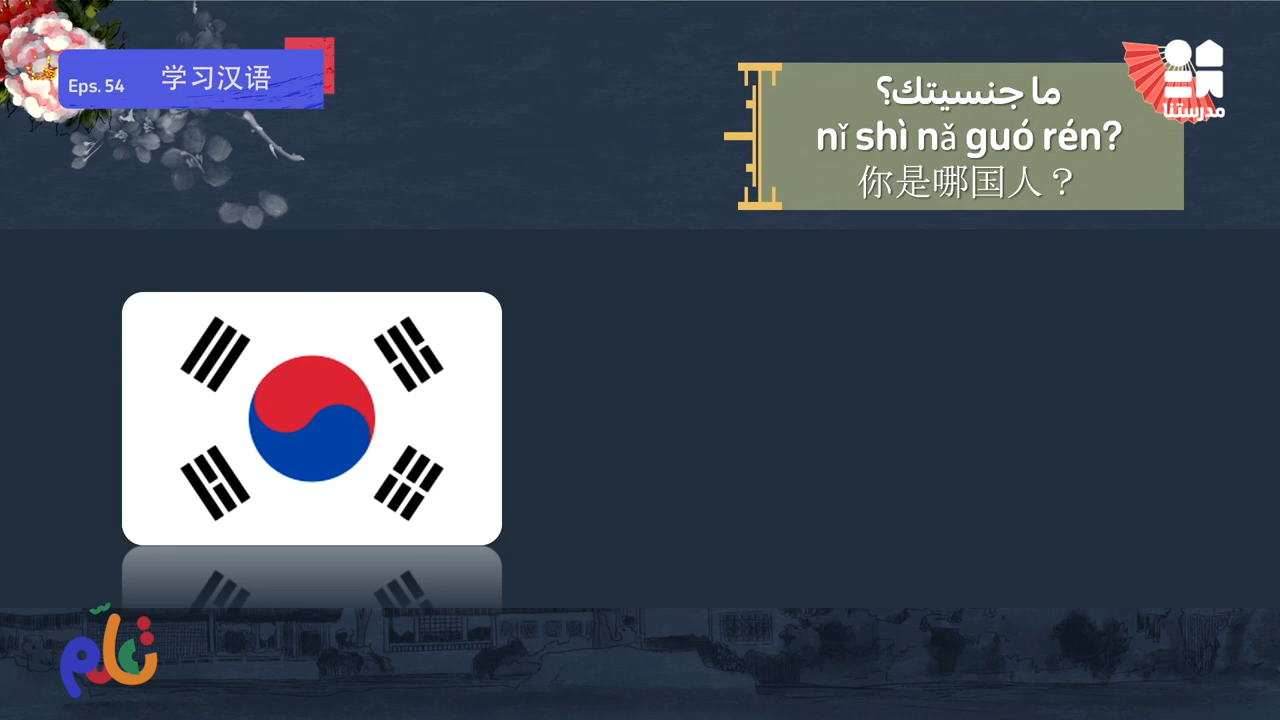 Eps. 54
学习汉语
ما جنسيتك؟
nǐ shì nǎ guó rén?
你是哪国人？
مدرستنا